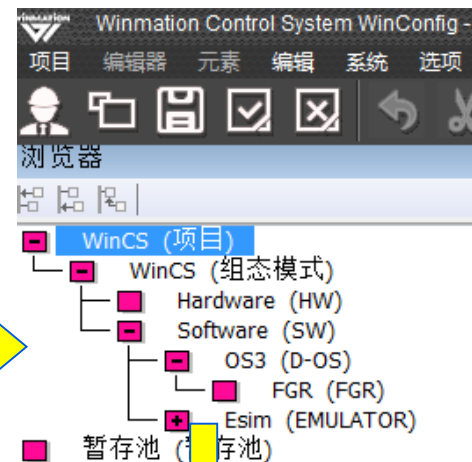 Winmation Control System WinConfig -
项目 编辑器 元素 编辑 系统 选项
浏览器
WinCS (项目)
WinCS (组态模式)
Hardware (HW)
Software (SW)
OS3 (D-OS)
FGR (FGR)
Esim (EMULATOR)
暂存池 ( 存池)